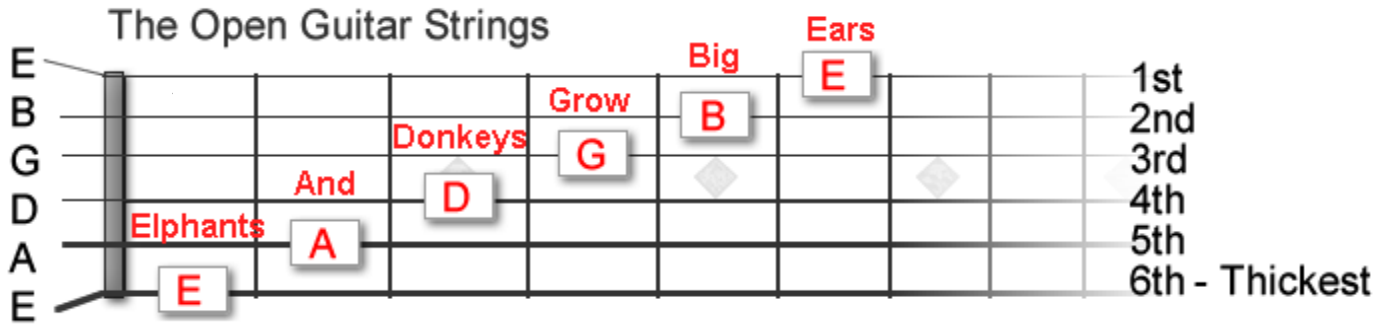 The Open Guitar Strings
Ears
E E 1st
Big
B B 2nd
Grow
G G 3rd
Donkeys
D D 4th
And
Elphants
A A 5th
E E 6th - Thickest